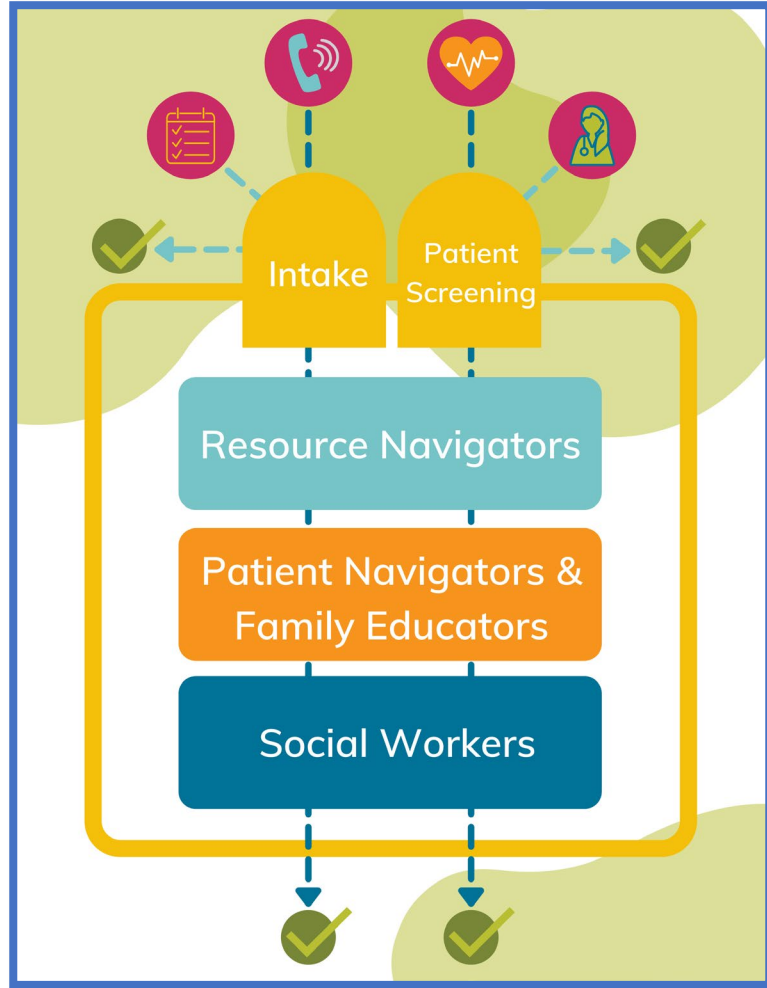 Intake
Patient
Screening
Resource Navigators
Patient Navigators &
Family Educators
Social Workers